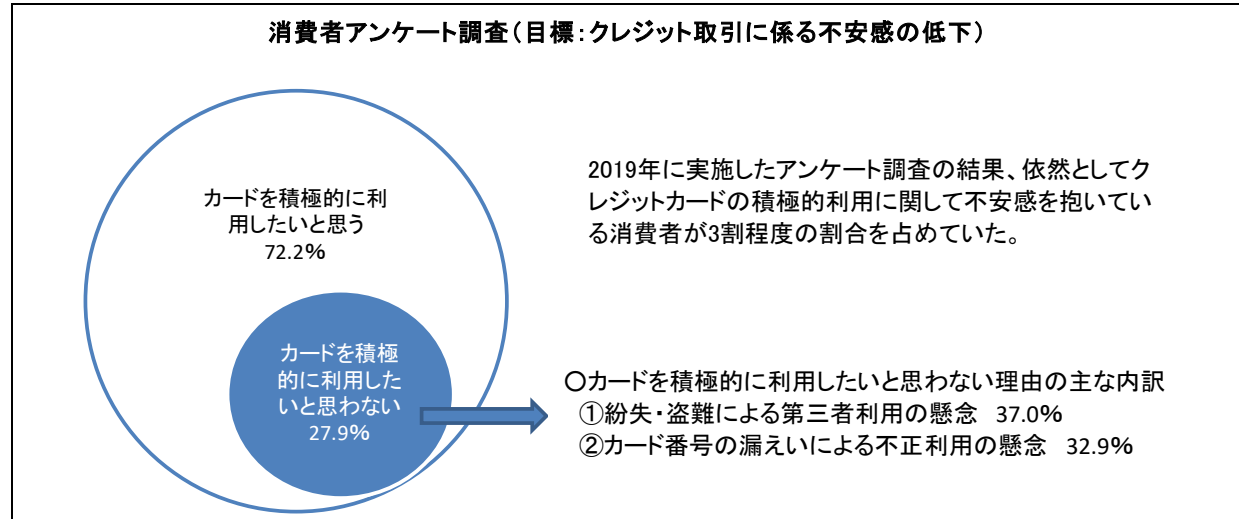 消費者アンケート調査(目標:クレジット取引に係る不安感の低下)
カードを積極的に利
用したいと思う
72.2%
2019年に実施したアンケート調査の結果、依然としてク
レジットカードの積極的利用に関して不安感を抱いてい
る消費者が3割程度の割合を占めていた。
カードを積極
的に利用した
いと思わない
27.9%
〇カードを積極的に利用したいと思わない理由の主な内訳
①紛失・盗難による第三者利用の懸念 37.0%
②カード番号の漏えいによる不正利用の懸念 32.9%